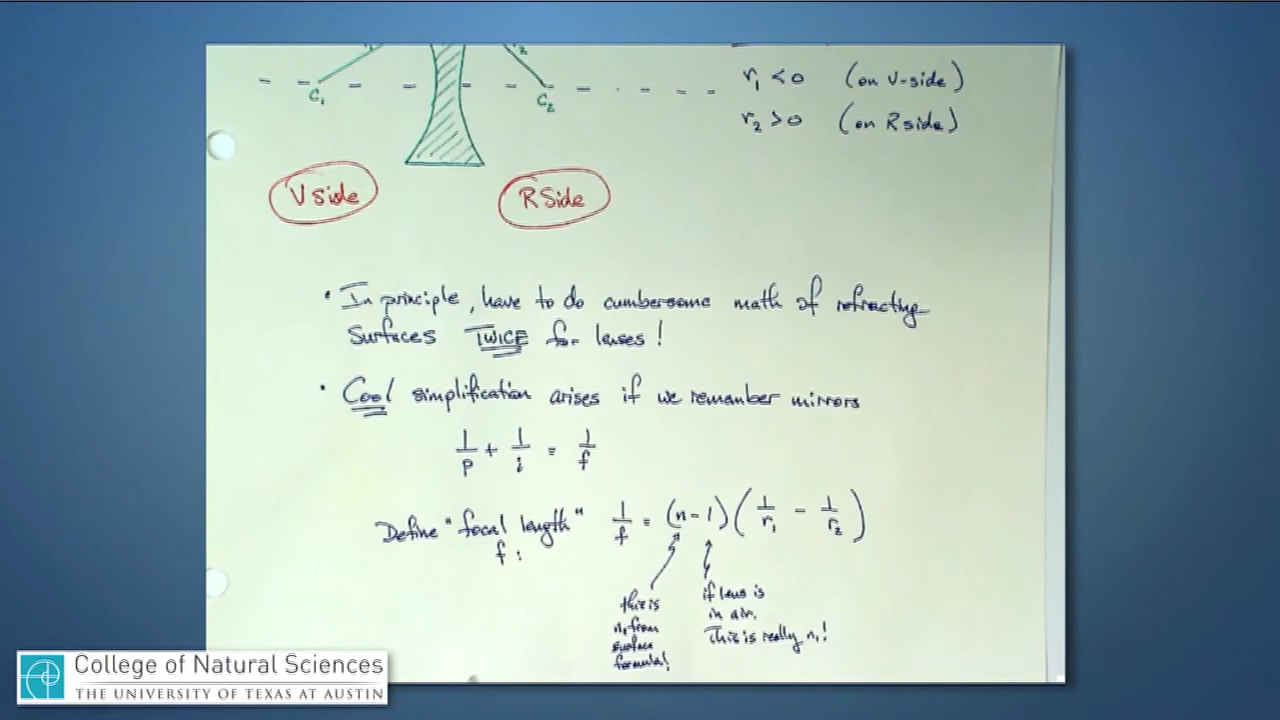 r₁ < 0 (on V-side)
C₁
C₂
r₂ > 0 (on R side)
V Side
R Side
• In principle, have to do cumbersome math of refracting
surfaces TWICE for lenses!
• Cool simplification arises if we remember mirrors
1/p + 1/i = 1/f
Define "focal length" 1/f = (n - 1)(1/r₁ - 1/r₂)
f:
this is
from
surface
formula!
if lens is
in air.
This is really n₁!
College of Natural Sciences
THE UNIVERSITY OF TEXAS AT AUSTIN